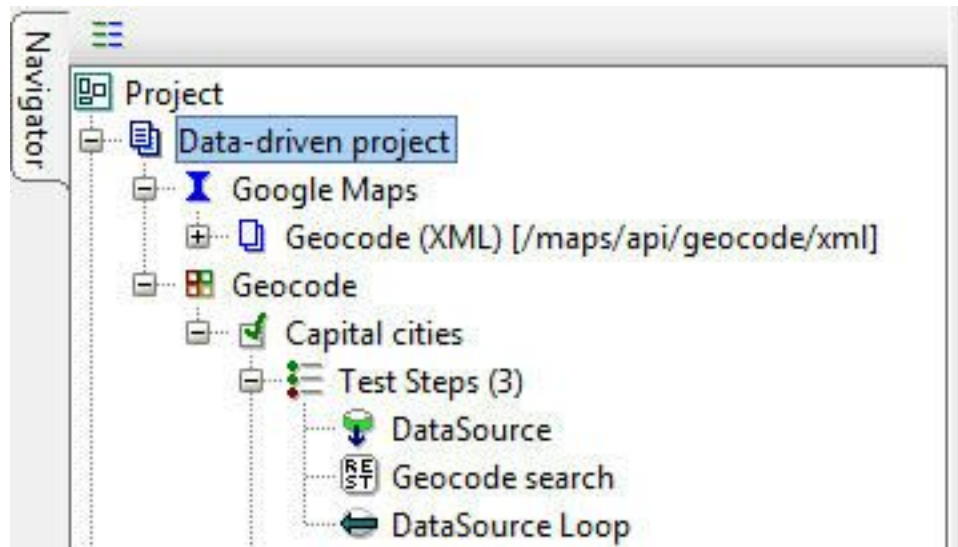 Navigator
Project
Data-driven project
Google Maps
Geocode (XML) [/maps/api/geocode/xml]
Geocode
Capital cities
Test Steps (3)
DataSource
REST
Geocode search
DataSource Loop